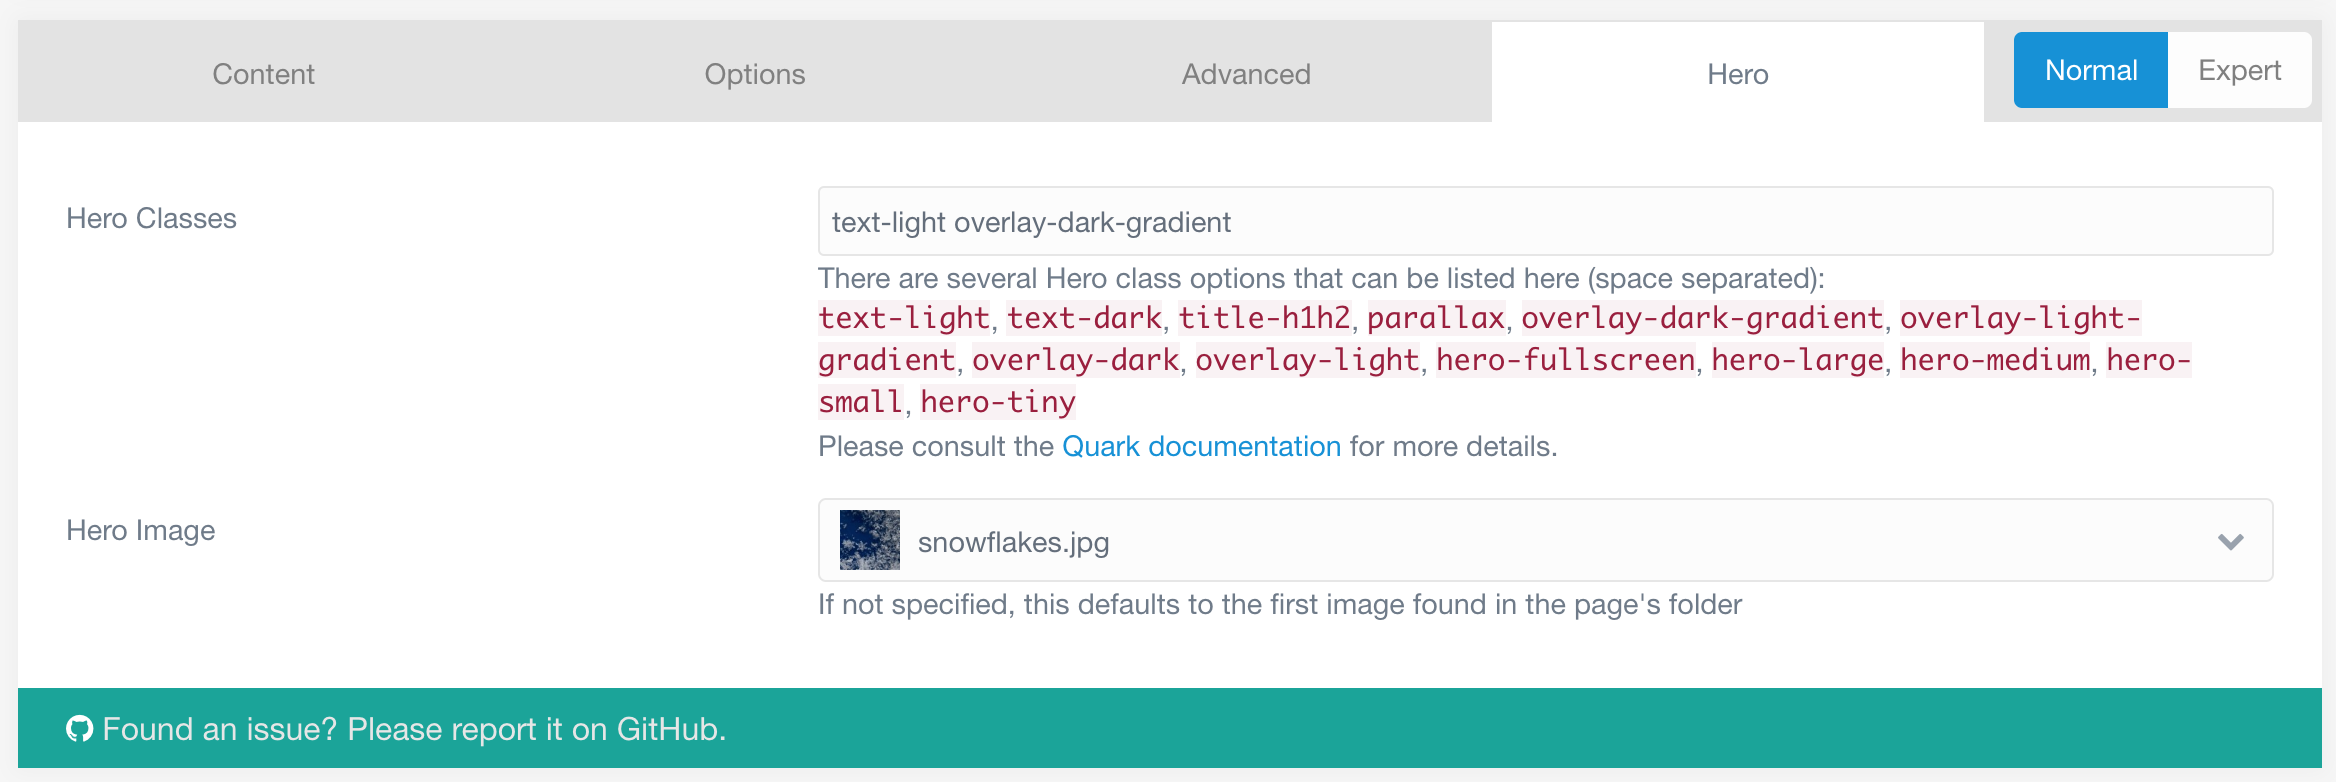 Content Options Advanced Hero Normal Expert
Hero Classes
text-light overlay-dark-gradient
There are several Hero class options that can be listed here (space separated):
text-light, text-dark, title-h1h2, parallax, overlay-dark-gradient, overlay-light-
gradient, overlay-dark, overlay-light, hero-fullscreen, hero-large, hero-medium, hero-
small, hero-tiny
Please consult the Quark documentation for more details.
Hero Image
snowflakes.jpg
If not specified, this defaults to the first image found in the page's folder
Found an issue? Please report it on GitHub.